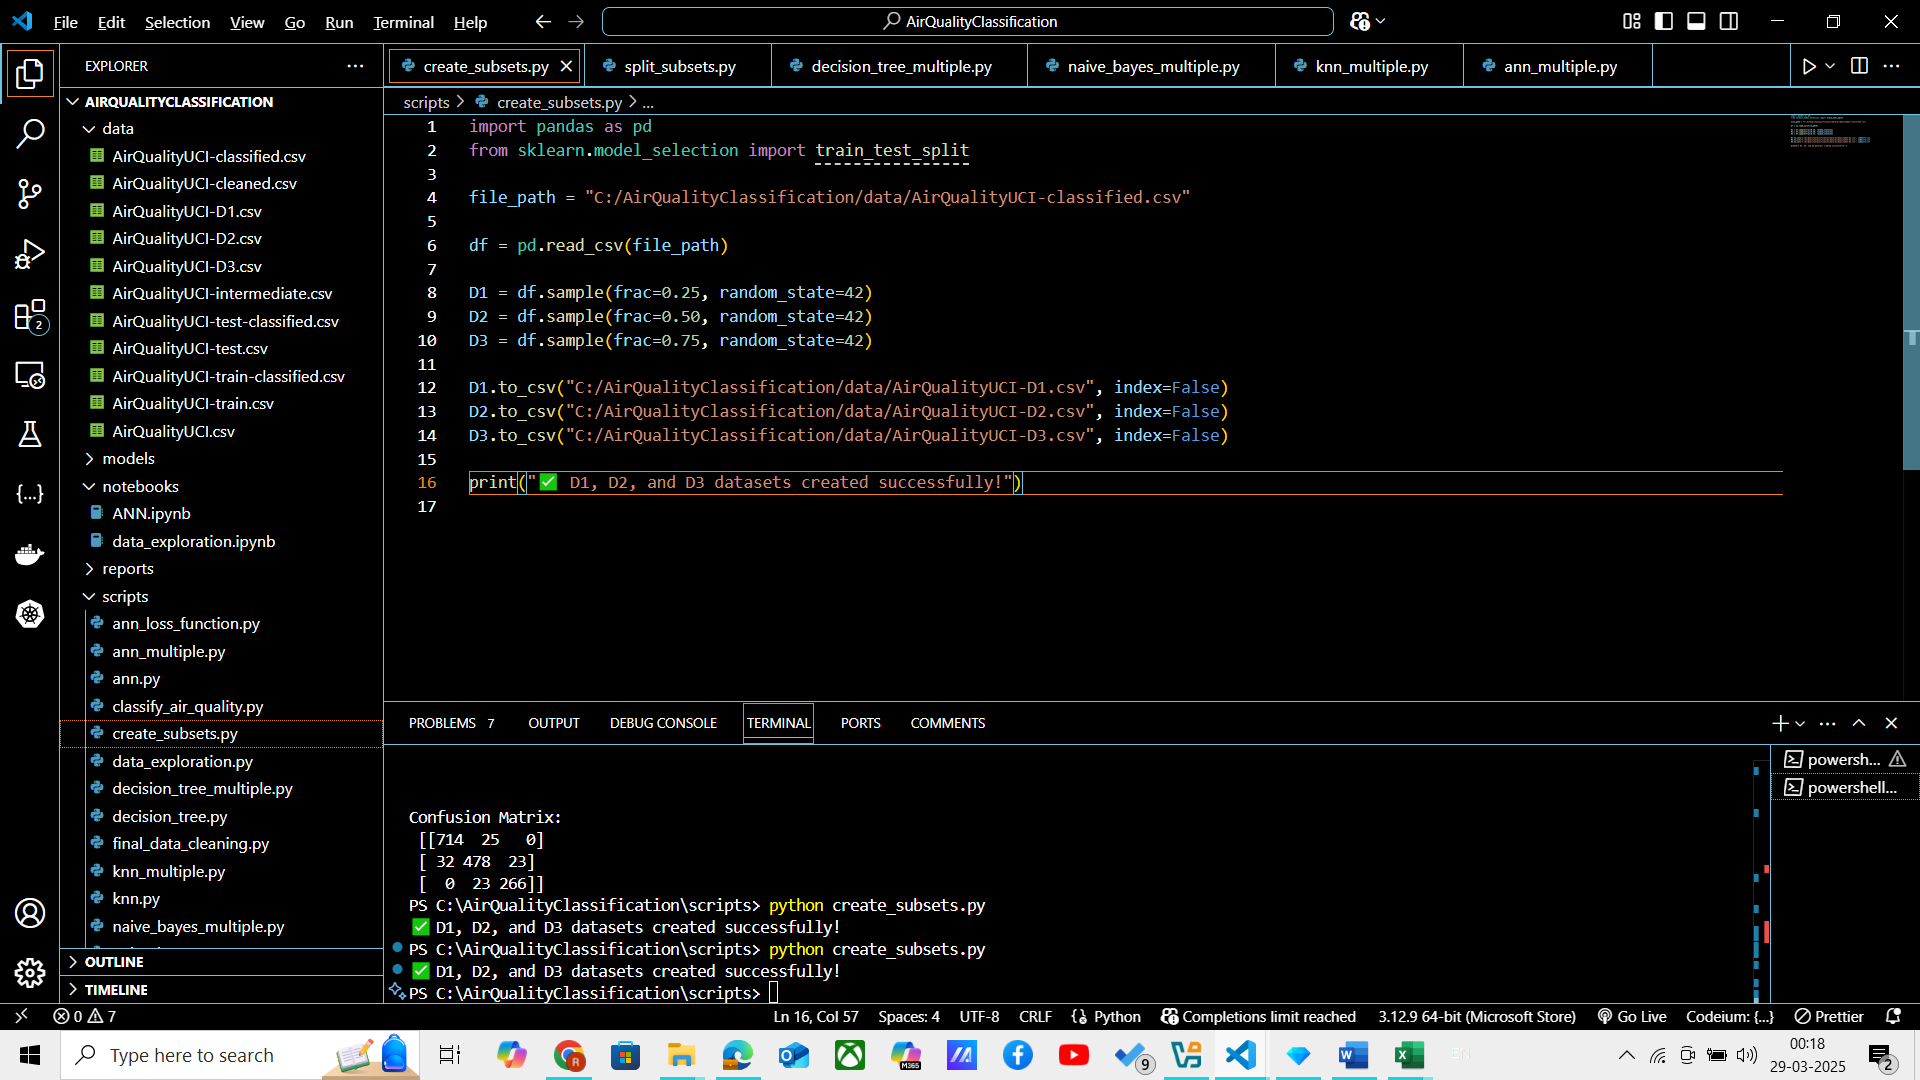 File Edit Selection View Go Run Terminal Help
AirQualityClassification
EXPLORER
create_subsets.py
split_subsets.py
decision_tree_multiple.py
naive_bayes_multiple.py
knn_multiple.py
ann_multiple.py
scripts > create_subsets.py > ...
AIRQUALITYCLASSIFICATION
data
AirQualityUCI-classified.csv
AirQualityUCI-cleaned.csv
AirQualityUCI-D1.csv
AirQualityUCI-D2.csv
AirQualityUCI-D3.csv
AirQualityUCI-intermediate.csv
AirQualityUCI-test-classified.csv
AirQualityUCI-test.csv
AirQualityUCI-train-classified.csv
AirQualityUCI-train.csv
AirQualityUCI.csv
models
notebooks
ANN.ipynb
data_exploration.ipynb
reports
scripts
ann_loss_function.py
ann_multiple.py
ann.py
classify_air_quality.py
create_subsets.py
data_exploration.py
decision_tree_multiple.py
decision_tree.py
final_data_cleaning.py
knn_multiple.py
knn.py
naive_bayes_multiple.py
OUTLINE
TIMELINE
2
1 import pandas as pd
2 from sklearn.model_selection import train_test_split
3
4 file_path = "C:/AirQualityClassification/data/AirQualityUCI-classified.csv"
5
6 df = pd.read_csv(file_path)
7
8 D1 = df.sample(frac=0.25, random_state=42)
9 D2 = df.sample(frac=0.50, random_state=42)
10 D3 = df.sample(frac=0.75, random_state=42)
11
12 D1.to_csv("C:/AirQualityClassification/data/AirQualityUCI-D1.csv", index=False)
13 D2.to_csv("C:/AirQualityClassification/data/AirQualityUCI-D2.csv", index=False)
14 D3.to_csv("C:/AirQualityClassification/data/AirQualityUCI-D3.csv", index=False)
15
16 print("✅ D1, D2, and D3 datasets created successfully!")
17
PROBLEMS 7 OUTPUT DEBUG CONSOLE TERMINAL PORTS COMMENTS
powersh...
powershell...
Confusion Matrix:
[[714 25 0]
[ 32 478 23]
[ 0 23 266]]
PS C:\AirQualityClassification\scripts> python create_subsets.py
✅ D1, D2, and D3 datasets created successfully!
PS C:\AirQualityClassification\scripts> python create_subsets.py
✅ D1, D2, and D3 datasets created successfully!
PS C:\AirQualityClassification\scripts>
0 7 Ln 16, Col 57 Spaces: 4 UTF-8 CRLF {} Python Completions limit reached 3.12.9 64-bit (Microsoft Store) Go Live Codeium: {...} Prettier
Type here to search
M365
9
00:18
29-03-2025
2